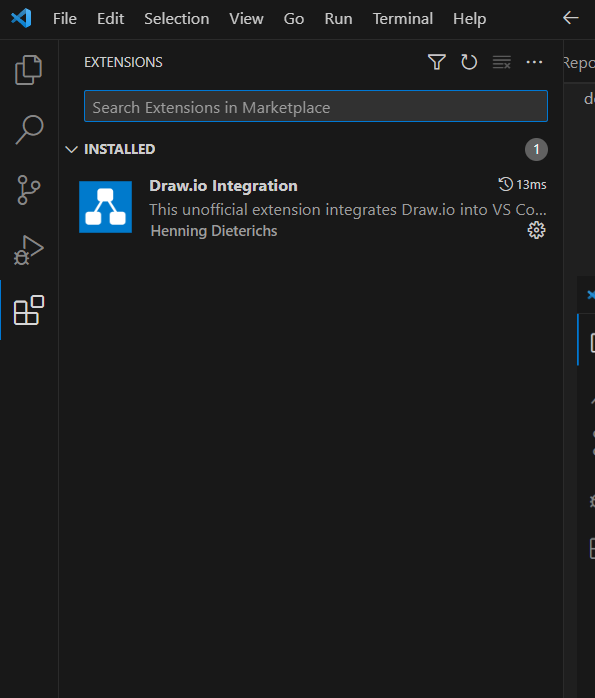 File Edit Selection View Go Run Terminal Help
EXTENSIONS
Repo
Search Extensions in Marketplace
INSTALLED 1
Draw.io Integration 13ms
This unofficial extension integrates Draw.io into VS Co...
Henning Dieterichs